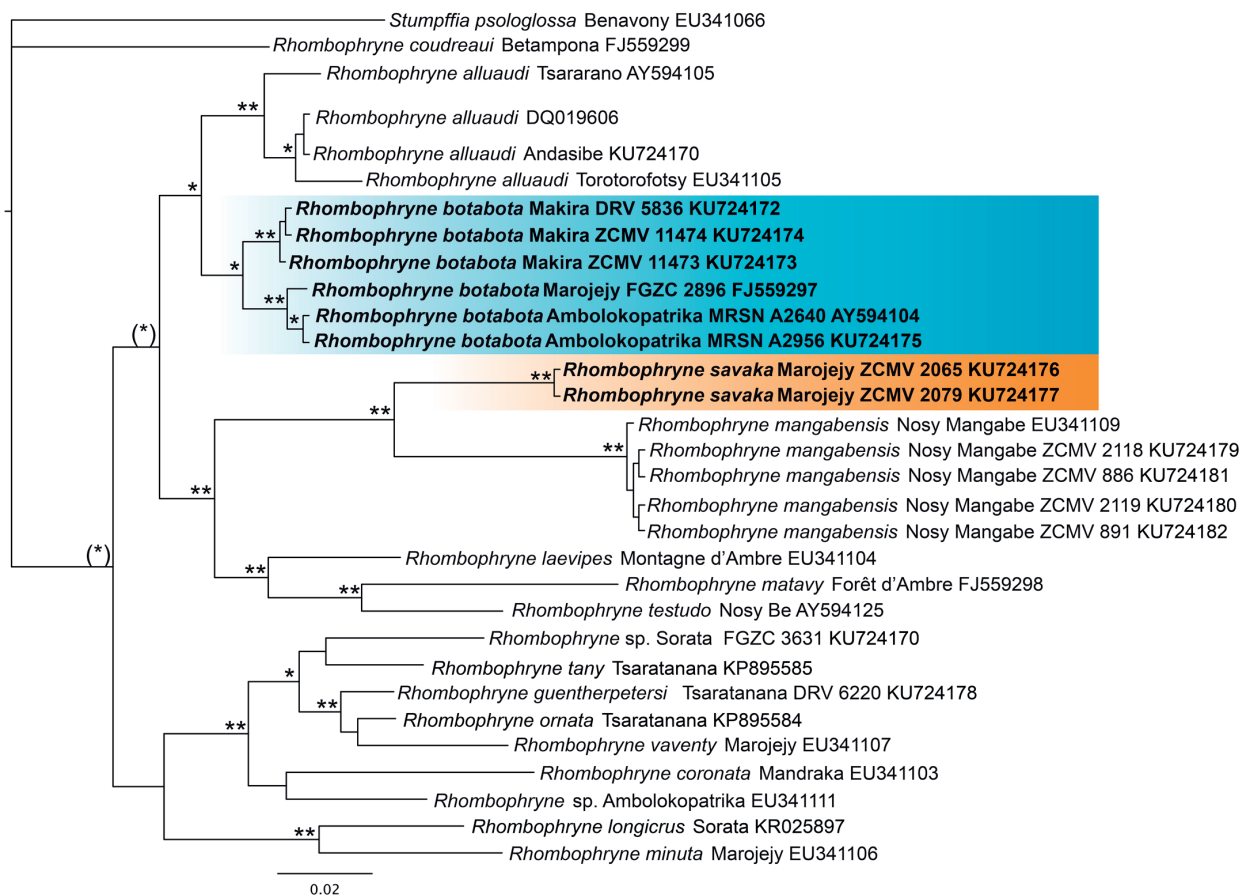 Stumpffia psologlossa Benavony EU341066
Rhombophryne coudreaui Betampona FJ559299
Rhombophryne alluaudi Tsararano AY594105
**
Rhombophryne alluaudi DQ019606
*
Rhombophryne alluaudi Andasibe KU724170
Rhombophryne alluaudi Torotorofotsy EU341105
*
Rhombophryne botabota Makira DRV 5836 KU724172
**
Rhombophryne botabota Makira ZCMV 11474 KU724174
*
Rhombophryne botabota Makira ZCMV 11473 KU724173
Rhombophryne botabota Marojejy FGZC 2896 FJ559297
**
Rhombophryne botabota Ambolokopatrika MRSN A2640 AY594104
*
(*)
Rhombophryne botabota Ambolokopatrika MRSN A2956 KU724175
Rhombophryne savaka Marojejy ZCMV 2065 KU724176
**
Rhombophryne savaka Marojejy ZCMV 2079 KU724177
**
Rhombophryne mangabensis Nosy Mangabe EU341109
**
Rhombophryne mangabensis Nosy Mangabe ZCMV 2118 KU724179
Rhombophryne mangabensis Nosy Mangabe ZCMV 886 KU724181
**
Rhombophryne mangabensis Nosy Mangabe ZCMV 2119 KU724180
Rhombophryne mangabensis Nosy Mangabe ZCMV 891 KU724182
(*)
Rhombophryne laevipes Montagne d'Ambre EU341104
**
Rhombophryne matavy Forêt d'Ambre FJ559298
**
Rhombophryne testudo Nosy Be AY594125
Rhombophryne sp. Sorata FGZC 3631 KU724170
Rhombophryne tany Tsaratanana KP895585
*
Rhombophryne guentherpetersi Tsaratanana DRV 6220 KU724178
**
Rhombophryne ornata Tsaratanana KP895584
**
Rhombophryne vaventy Marojejy EU341107
Rhombophryne coronata Mandraka EU341103
Rhombophryne sp. Ambolokopatrika EU341111
Rhombophryne longicrus Sorata KR025897
**
Rhombophryne minuta Marojejy EU341106
0.02